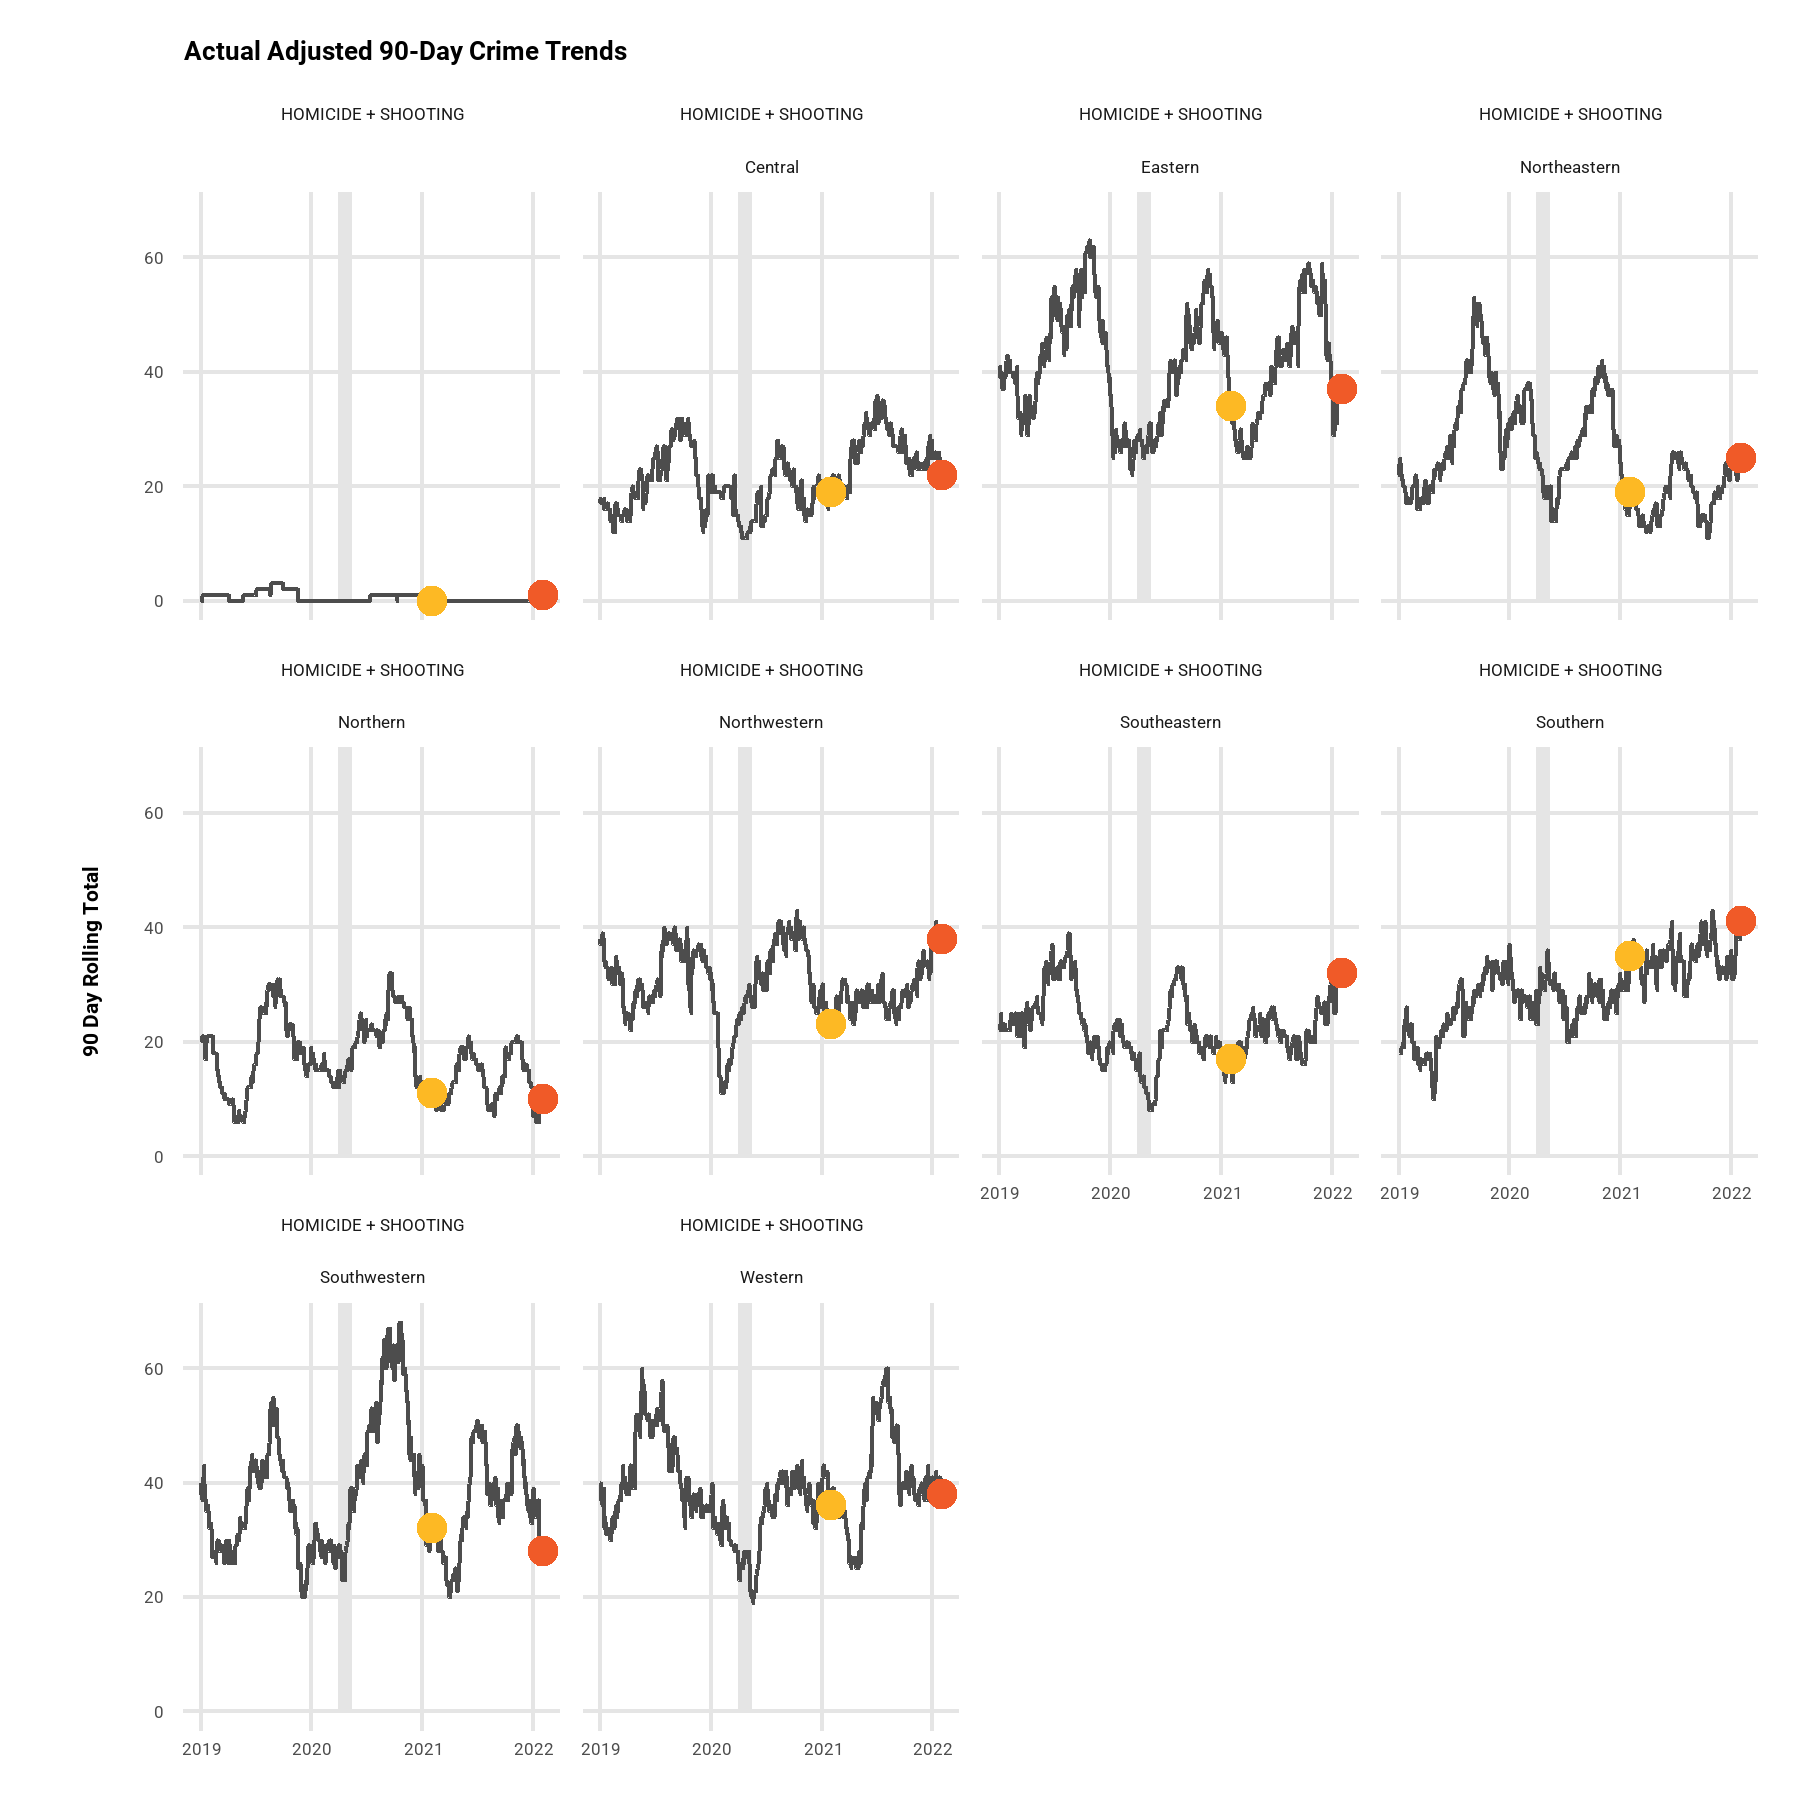 Actual Adjusted 90-Day Crime Trends
HOMICIDE + SHOOTING
HOMICIDE + SHOOTING
HOMICIDE + SHOOTING
HOMICIDE + SHOOTING
Central
Eastern
Northeastern
60
40
20
0
HOMICIDE + SHOOTING
HOMICIDE + SHOOTING
HOMICIDE + SHOOTING
HOMICIDE + SHOOTING
Northern
Northwestern
Southeastern
Southern
60
40
20
0
90 Day Rolling Total
2019 2020 2021 2022
2019 2020 2021 2022
HOMICIDE + SHOOTING
HOMICIDE + SHOOTING
Southwestern
Western
60
40
20
0
2019 2020 2021 2022
2019 2020 2021 2022